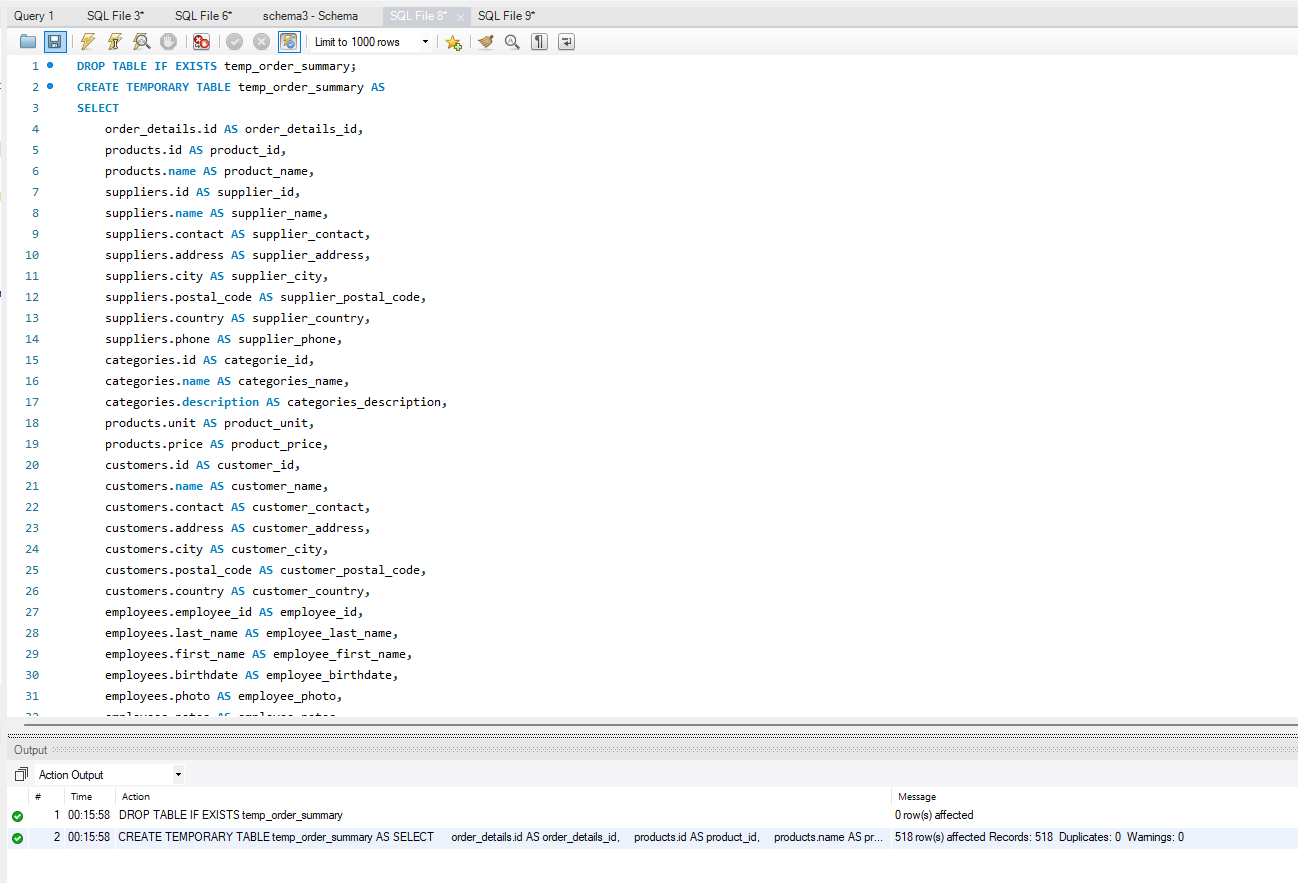 Query 1 SQL File 3* SQL File 6* schema3 - Schema SQL File 8* SQL File 9*
Limit to 1000 rows
1 DROP TABLE IF EXISTS temp_order_summary;
2 CREATE TEMPORARY TABLE temp_order_summary AS
3 SELECT
4 order_details.id AS order_details_id,
5 products.id AS product_id,
6 products.name AS product_name,
7 suppliers.id AS supplier_id,
8 suppliers.name AS supplier_name,
9 suppliers.contact AS supplier_contact,
10 suppliers.address AS supplier_address,
11 suppliers.city AS supplier_city,
12 suppliers.postal_code AS supplier_postal_code,
13 suppliers.country AS supplier_country,
14 suppliers.phone AS supplier_phone,
15 categories.id AS categorie_id,
16 categories.name AS categories_name,
17 categories.description AS categories_description,
18 products.unit AS product_unit,
19 products.price AS product_price,
20 customers.id AS customer_id,
21 customers.name AS customer_name,
22 customers.contact AS customer_contact,
23 customers.address AS customer_address,
24 customers.city AS customer_city,
25 customers.postal_code AS customer_postal_code,
26 customers.country AS customer_country,
27 employees.employee_id AS employee_id,
28 employees.last_name AS employee_last_name,
29 employees.first_name AS employee_first_name,
30 employees.birthdate AS employee_birthdate,
31 employees.photo AS employee_photo,
Output
Action Output
# Time Action Message
1 00:15:58 DROP TABLE IF EXISTS temp_order_summary 0 row(s) affected
2 00:15:58 CREATE TEMPORARY TABLE temp_order_summary AS SELECT order_details.id AS order_details_id, products.id AS product_id, products.name AS pr... 518 row(s) affected Records: 518 Duplicates: 0 Warnings: 0